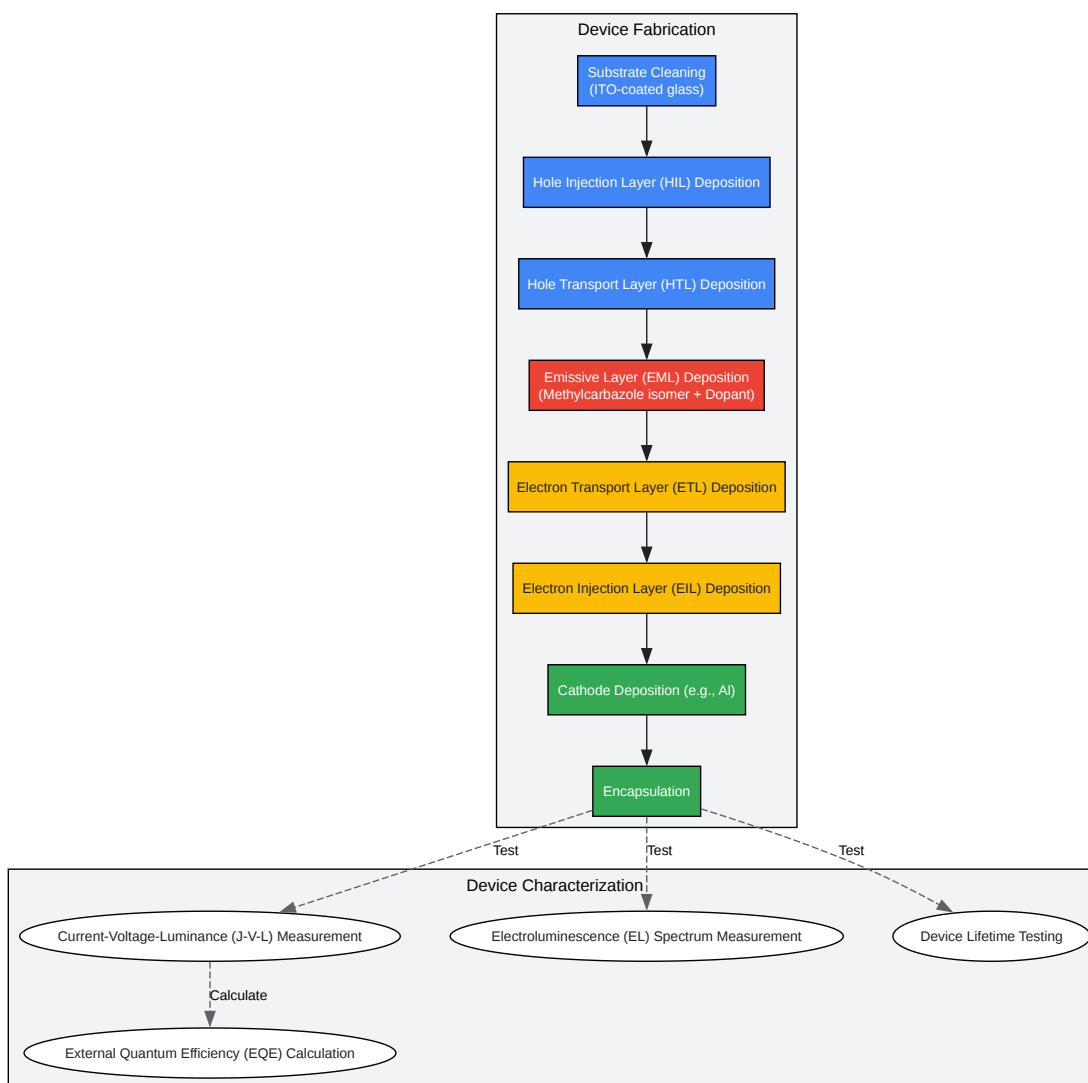 Device Fabrication
Substrate Cleaning
(ITO-coated glass)
Hole Injection Layer (HIL) Deposition
Hole Transport Layer (HTL) Deposition
Emissive Layer (EML) Deposition
(Methylcarbazole isomer + Dopant)
Electron Transport Layer (ETL) Deposition
Electron Injection Layer (EIL) Deposition
Cathode Deposition (e.g., Al)
Encapsulation
Test
Test
Test
Device Characterization
Current-Voltage-Luminance (J-V-L) Measurement
Electroluminescence (EL) Spectrum Measurement
Device Lifetime Testing
Calculate
External Quantum Efficiency (EQE) Calculation